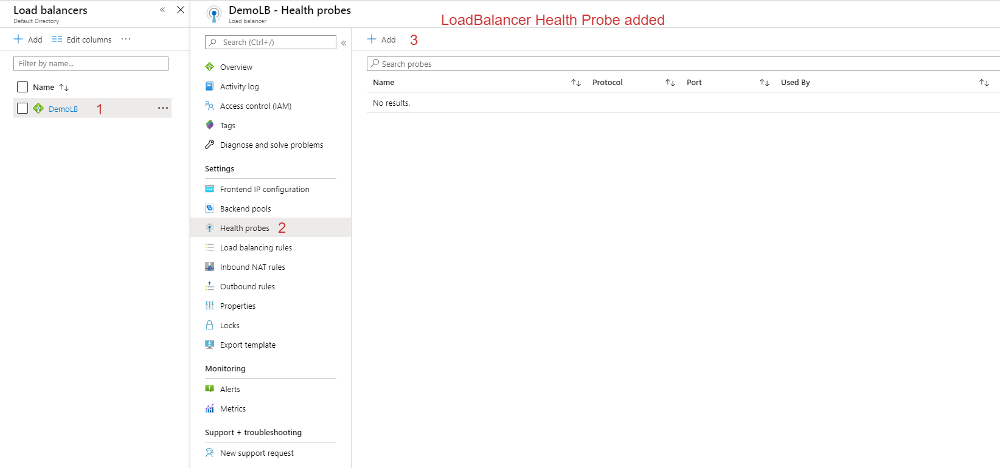 Load balancers
Default Directory
Add Edit columns
Filter by name...
Name
DemoLB 1
DemoLB - Health probes
Load balancer
LoadBalancer Health Probe added
Search (Ctrl+/)
Overview
Activity log
Access control (IAM)
Tags
Diagnose and solve problems
Settings
Frontend IP configuration
Backend pools
Health probes 2
Load balancing rules
Inbound NAT rules
Outbound rules
Properties
Locks
Export template
Monitoring
Alerts
Metrics
Support + troubleshooting
New support request
Add 3
Search probes
Name Protocol Port Used By
No results.